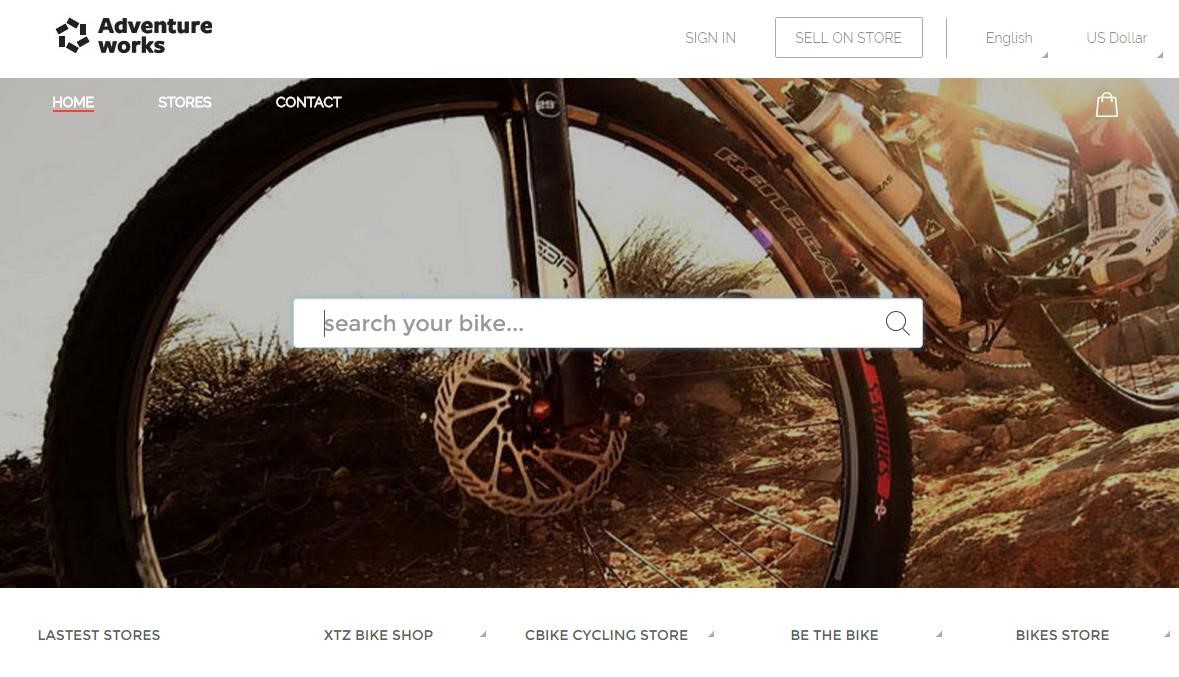 Adventure
works
SIGN IN
SELL ON STORE
English
US Dollar
HOME
STORES
CONTACT
29
search your bike...
LASTEST STORES
XTZ BIKE SHOP
CBIKE CYCLING STORE
BE THE BIKE
BIKES STORE